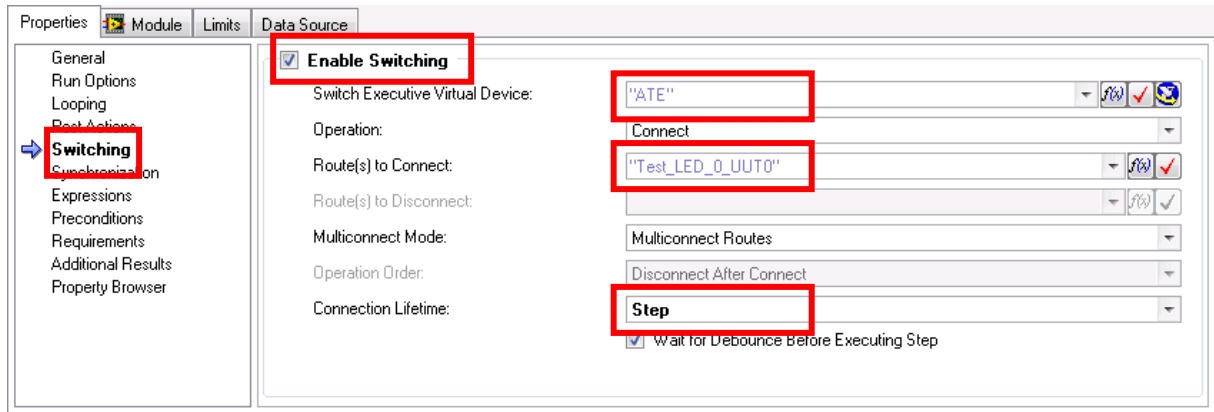 Properties Module Limits Data Source
General
Run Options
Looping
Post Actions
Switching
Synchronization
Expressions
Preconditions
Requirements
Additional Results
Property Browser
Enable Switching
Switch Executive Virtual Device: "ATE" f(x)
Operation: Connect
Route(s) to Connect: "Test_LED_0_UUT0" f(x)
Route(s) to Disconnect: f(x)
Multiconnect Mode: Multiconnect Routes
Operation Order: Disconnect After Connect
Connection Lifetime: Step
Wait for Debounce Before Executing Step